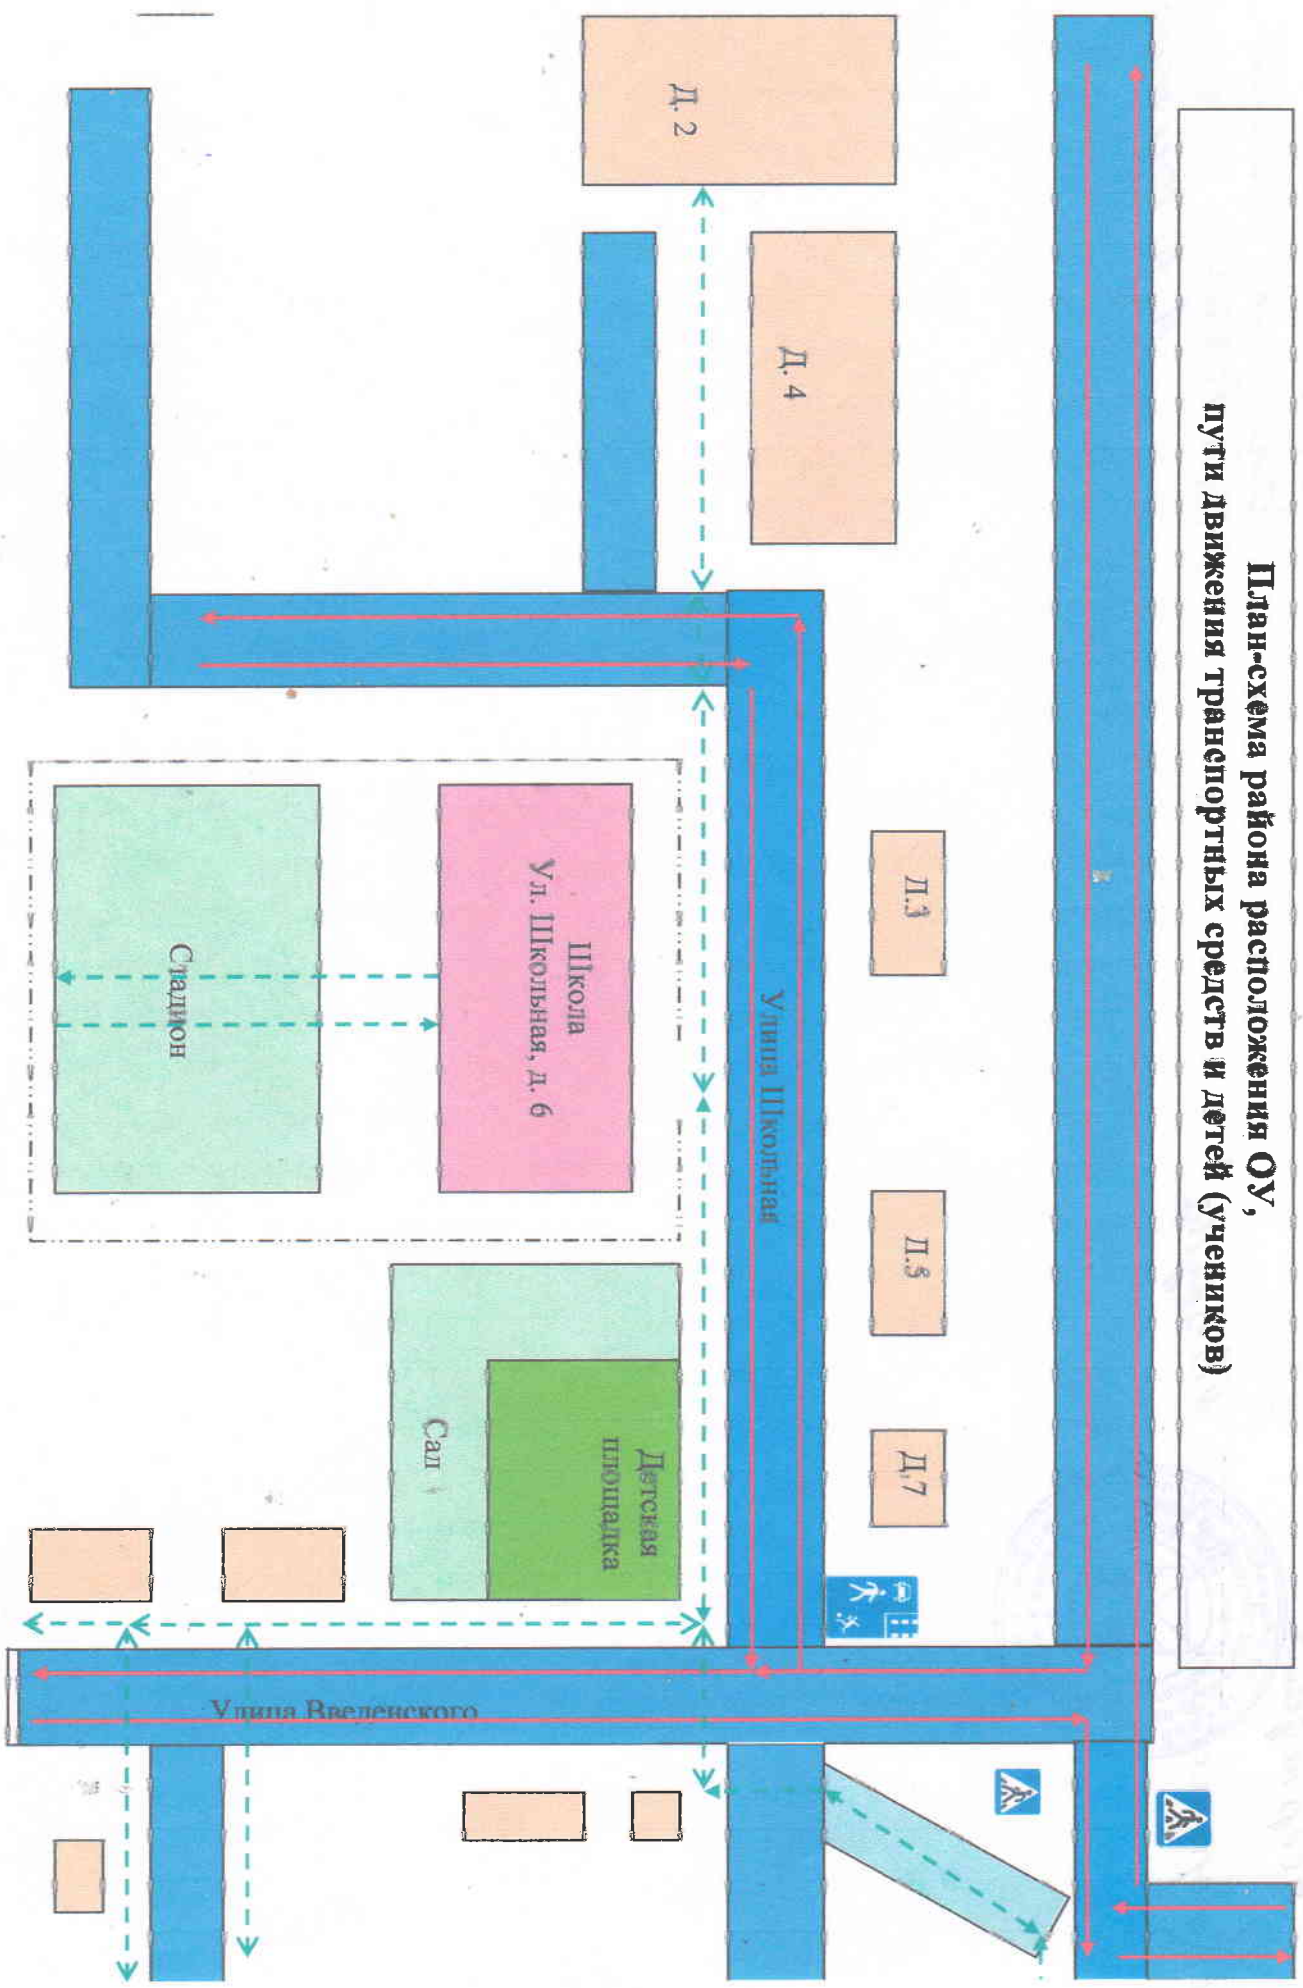 План-схема района расположения ОУ,
пути движения транспортных средств и детей (учеников)
Д. 2
Д. 4
Д.3
Д.5
Д.7
Улица Школьная
Школа
Ул. Школьная, д. 6
Стадион
Детская
площадка
Сад
Улица Введенского